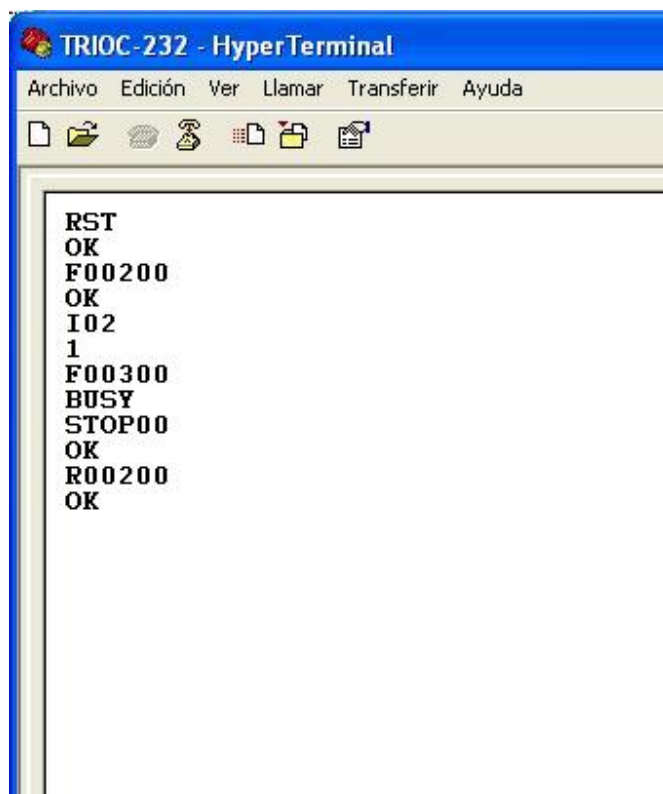 TRIOC-232 - HyperTerminal
Archivo Edición Ver Llamar Transferir Ayuda
RST
OK
F00200
OK
I02
1
F00300
BUSY
STOP00
OK
R00200
OK